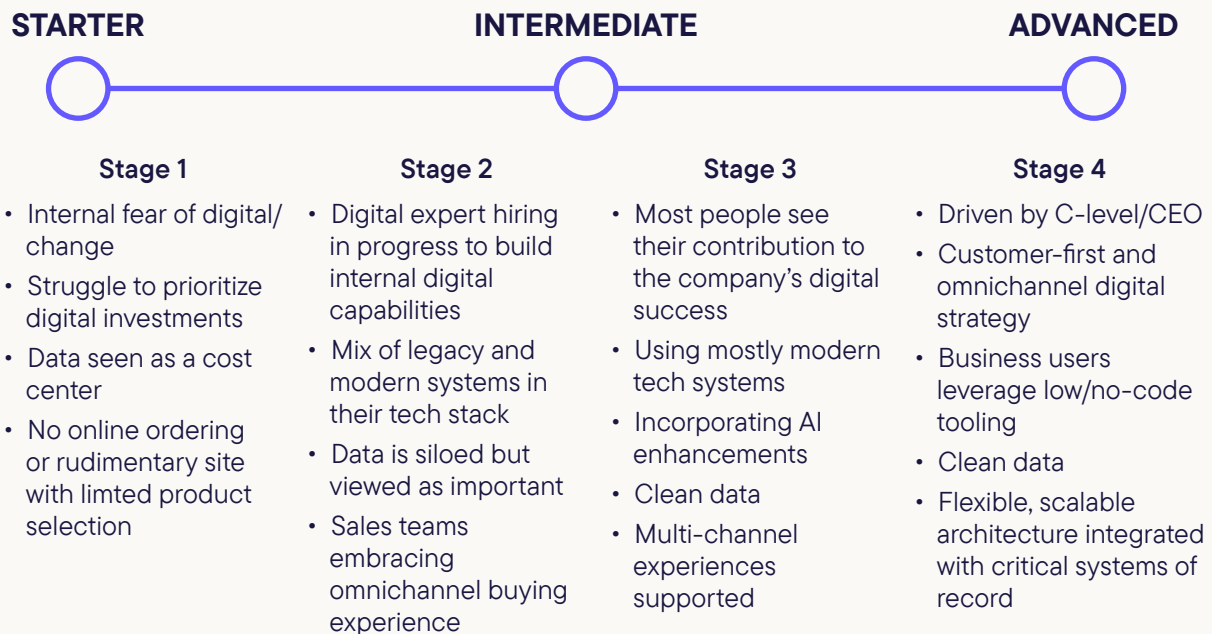 STARTER
INTERMEDIATE
ADVANCED
Stage 1
• Internal fear of digital/
change
• Struggle to prioritize
digital investments
• Data seen as a cost
center
• No online ordering
or rudimentary site
with limted product
selection
Stage 2
• Digital expert hiring
in progress to build
internal digital
capabilities
• Mix of legacy and
modern systems in
their tech stack
• Data is siloed but
viewed as important
• Sales teams
embracing
omnichannel buying
experience
Stage 3
• Most people see
their contribution to
the company’s digital
success
• Using mostly modern
tech systems
• Incorporating AI
enhancements
• Clean data
• Multi-channel
experiences
supported
Stage 4
• Driven by C-level/CEO
• Customer-first and
omnichannel digital
strategy
• Business users
leverage low/no-code
tooling
• Clean data
• Flexible, scalable
architecture integrated
with critical systems of
record